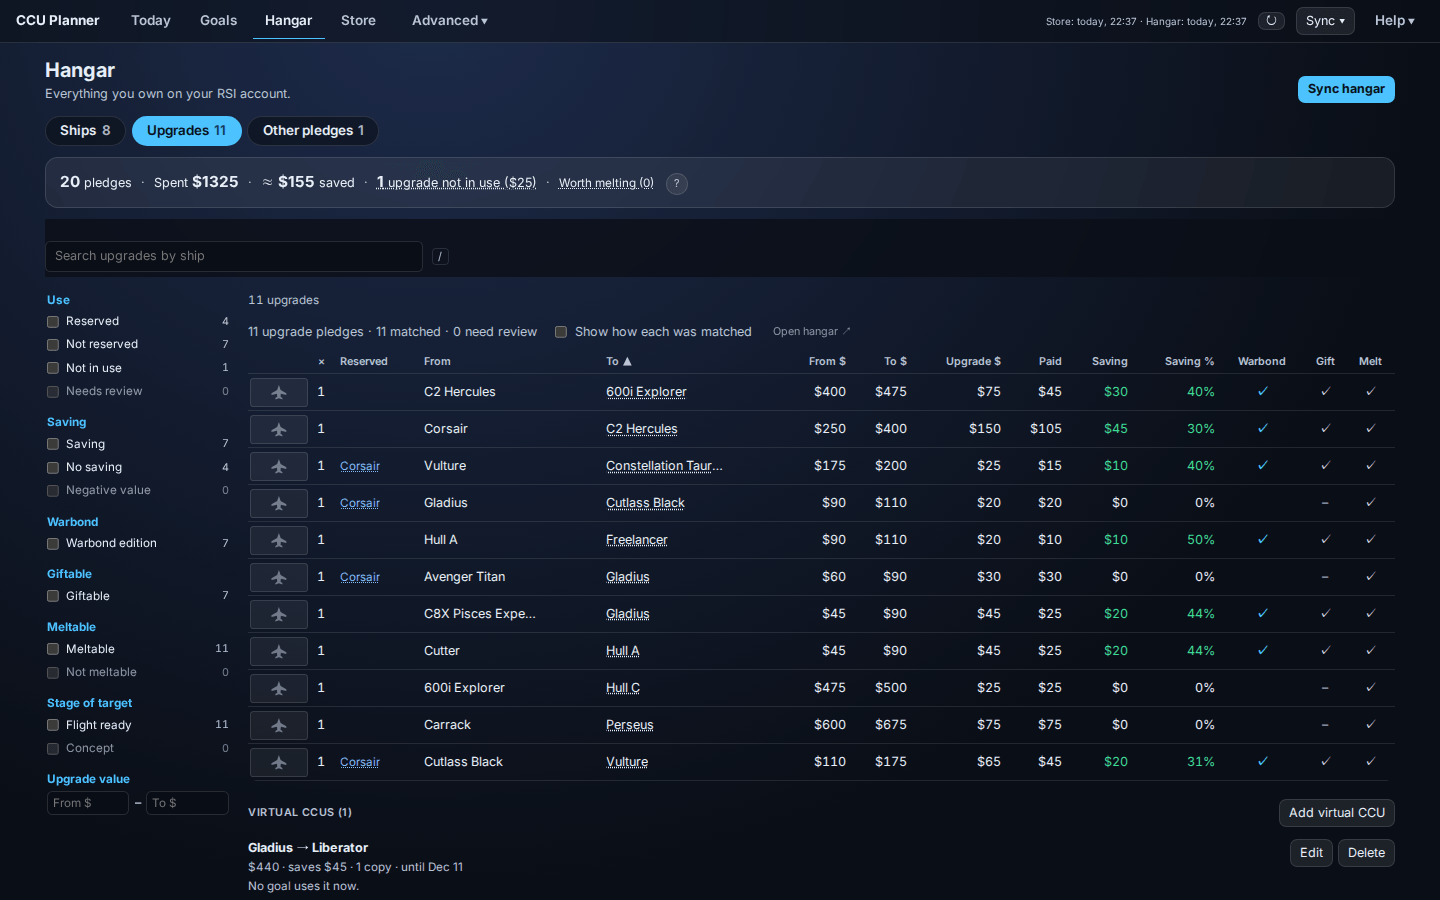 CCU Planner Today Goals Hangar Store Advanced ▾ Store: today, 22:37 · Hangar: today, 22:37 Sync ▾ Help ▾
Hangar
Everything you own on your RSI account.
Sync hangar
Ships 8 Upgrades 11 Other pledges 1
20 pledges · Spent $1325 · ≈ $155 saved · 1 upgrade not in use ($25) · Worth melting (0) ?
Search upgrades by ship /
Use
Reserved 4
Not reserved 7
Not in use 1
Needs review 0
Saving
Saving 7
No saving 4
Negative value 0
Warbond
Warbond edition 7
Giftable
Giftable 7
Meltable
Meltable 11
Not meltable 0
Stage of target
Flight ready 11
Concept 0
Upgrade value
From $ – To $
11 upgrades
11 upgrade pledges · 11 matched · 0 need review Show how each was matched Open hangar ↗
× Reserved From To ▲ From $ To $ Upgrade $ Paid Saving Saving % Warbond Gift Melt
1 C2 Hercules 600i Explorer $400 $475 $75 $45 $30 40% ✓ ✓ ✓
1 Corsair C2 Hercules $250 $400 $150 $105 $45 30% ✓ ✓ ✓
1 Corsair Vulture Constellation Taur... $175 $200 $25 $15 $10 40% ✓ ✓ ✓
1 Corsair Gladius Cutlass Black $90 $110 $20 $20 $0 0% – ✓
1 Hull A Freelancer $90 $110 $20 $10 $10 50% ✓ ✓ ✓
1 Corsair Avenger Titan Gladius $60 $90 $30 $30 $0 0% – ✓
1 C8X Pisces Expe... Gladius $45 $90 $45 $25 $20 44% ✓ ✓ ✓
1 Cutter Hull A $45 $90 $45 $25 $20 44% ✓ ✓ ✓
1 600i Explorer Hull C $475 $500 $25 $25 $0 0% – ✓
1 Carrack Perseus $600 $675 $75 $75 $0 0% – ✓
1 Corsair Cutlass Black Vulture $110 $175 $65 $45 $20 31% ✓ ✓ ✓
VIRTUAL CCUS (1) Add virtual CCU
Gladius → Liberator Edit Delete
$440 · saves $45 · 1 copy · until Dec 11
No goal uses it now.